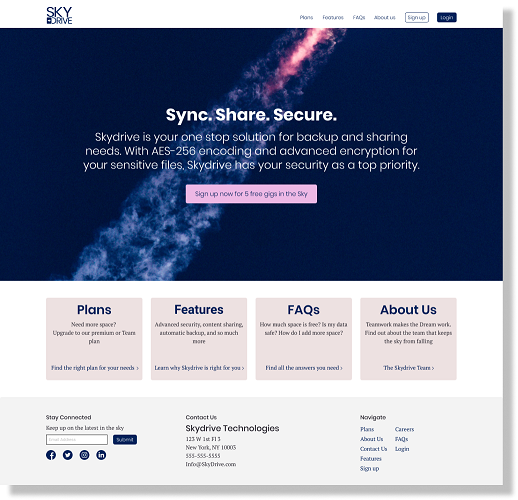 SKY
DRIVE
Plans Features FAQs About us Sign up Login
Sync. Share. Secure.
Skydrive is your one stop solution for backup and sharing
needs. With AES-256 encoding and advanced encryption for
your sensitive files, Skydrive has your security as a top priority.
Sign up now for 5 free gigs in the Sky
Plans
Need more space?
Upgrade to our premium or Team
plan
Find the right plan for your needs >
Features
Advanced security, content sharing,
automatic backup, and so much
more
Learn why Skydrive is right for you >
FAQs
How much space is free? Is my data
safe? How do I add more space?
Find all the answers you need >
About Us
Teamwork makes the Dream work.
Find out about the team that keeps
the sky from falling
The Skydrive Team >
Stay Connected
Keep up on the latest in the sky
Email address Submit
Contact Us
Skydrive Technologies
123 W 1st Fl 3
New York, NY 10003
555-555-5555
Info@SkyDrive.com
Navigate
Plans Careers
About Us FAQs
Contact Us Login
Features
Sign up